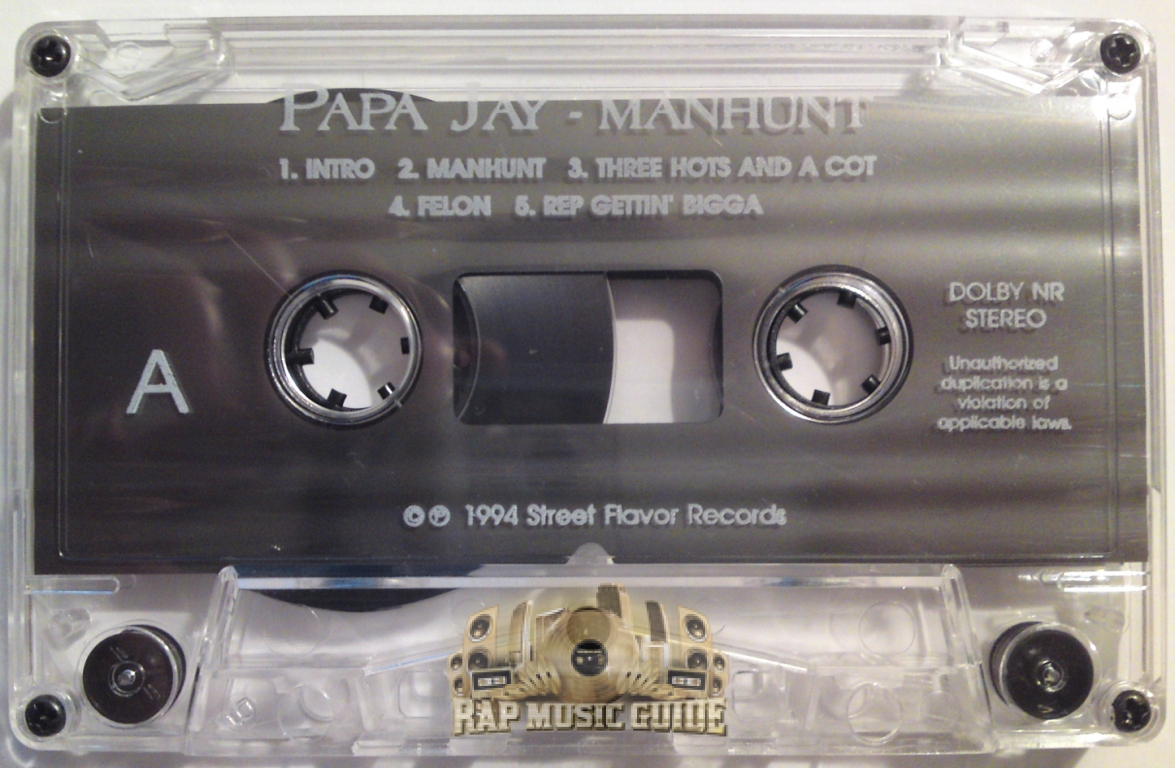 PAPA JAY - MANHUNT
1. INTRO 2. MANHUNT 3. THREE HOTS AND A COT
4. FELON 5. REP GETTIN' BIGGA
DOLBY NR
STEREO
A
Unauthorized
duplication is a
violation of
applicable laws.
©℗ 1994 Street Flavor Records
RAP MUSIC GUIDE